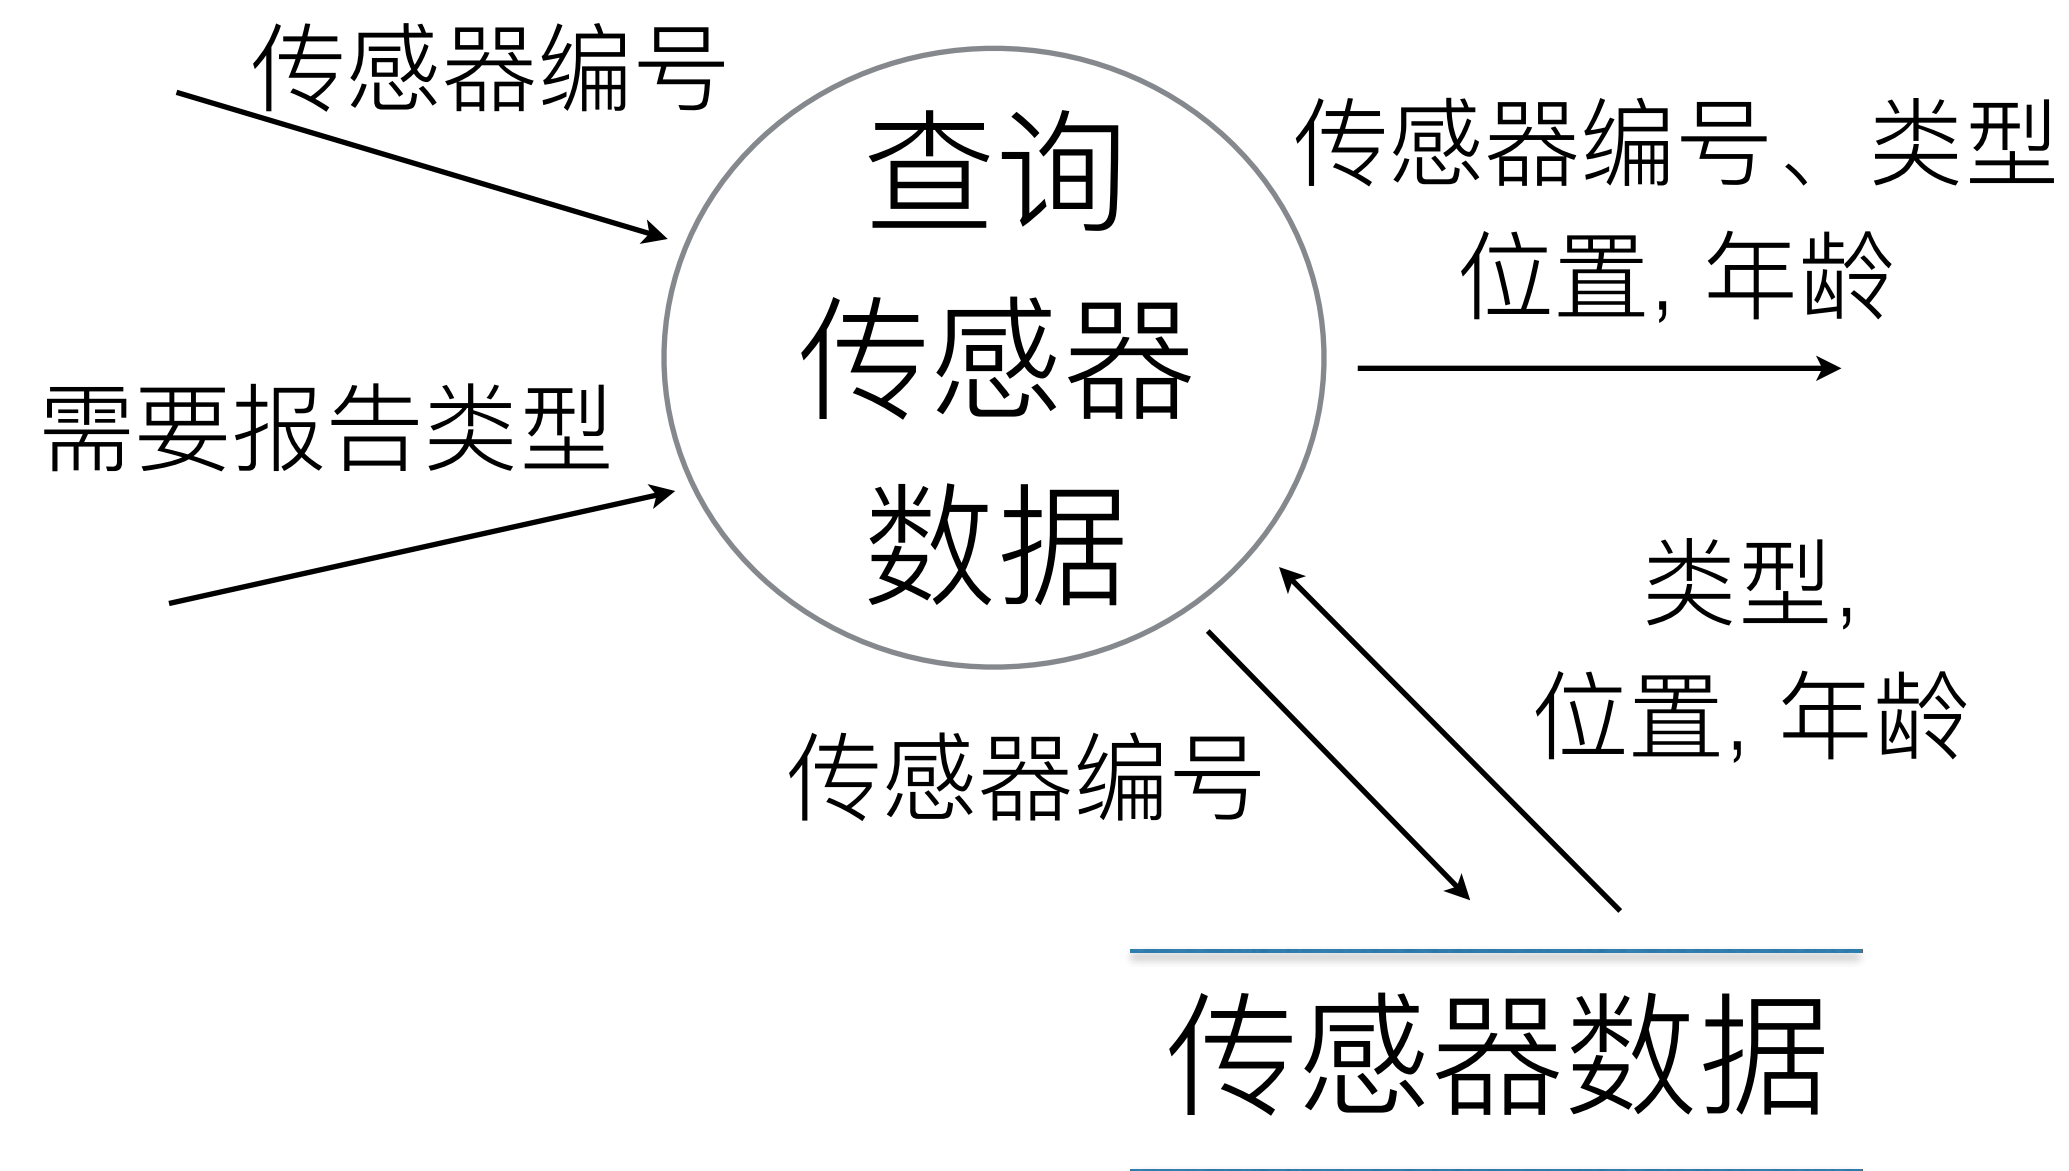 传感器编号
查询
传感器
数据
传感器编号、类型
位置, 年龄
需要报告类型
类型,
位置, 年龄
传感器编号
传感器数据